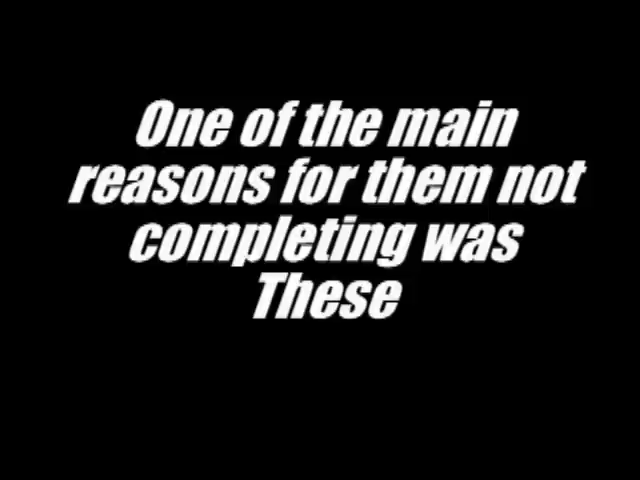 One of the main
reasons for them not
completing was
These